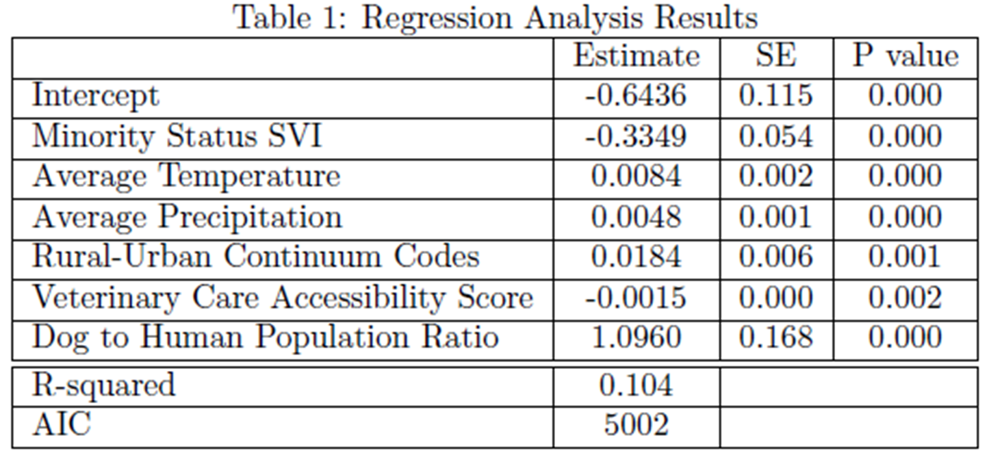 Table 1: Regression Analysis Results
Estimate SE P value
Intercept -0.6436 0.115 0.000
Minority Status SVI -0.3349 0.054 0.000
Average Temperature 0.0084 0.002 0.000
Average Precipitation 0.0048 0.001 0.000
Rural-Urban Continuum Codes 0.0184 0.006 0.001
Veterinary Care Accessibility Score -0.0015 0.000 0.002
Dog to Human Population Ratio 1.0960 0.168 0.000
R-squared 0.104
AIC 5002